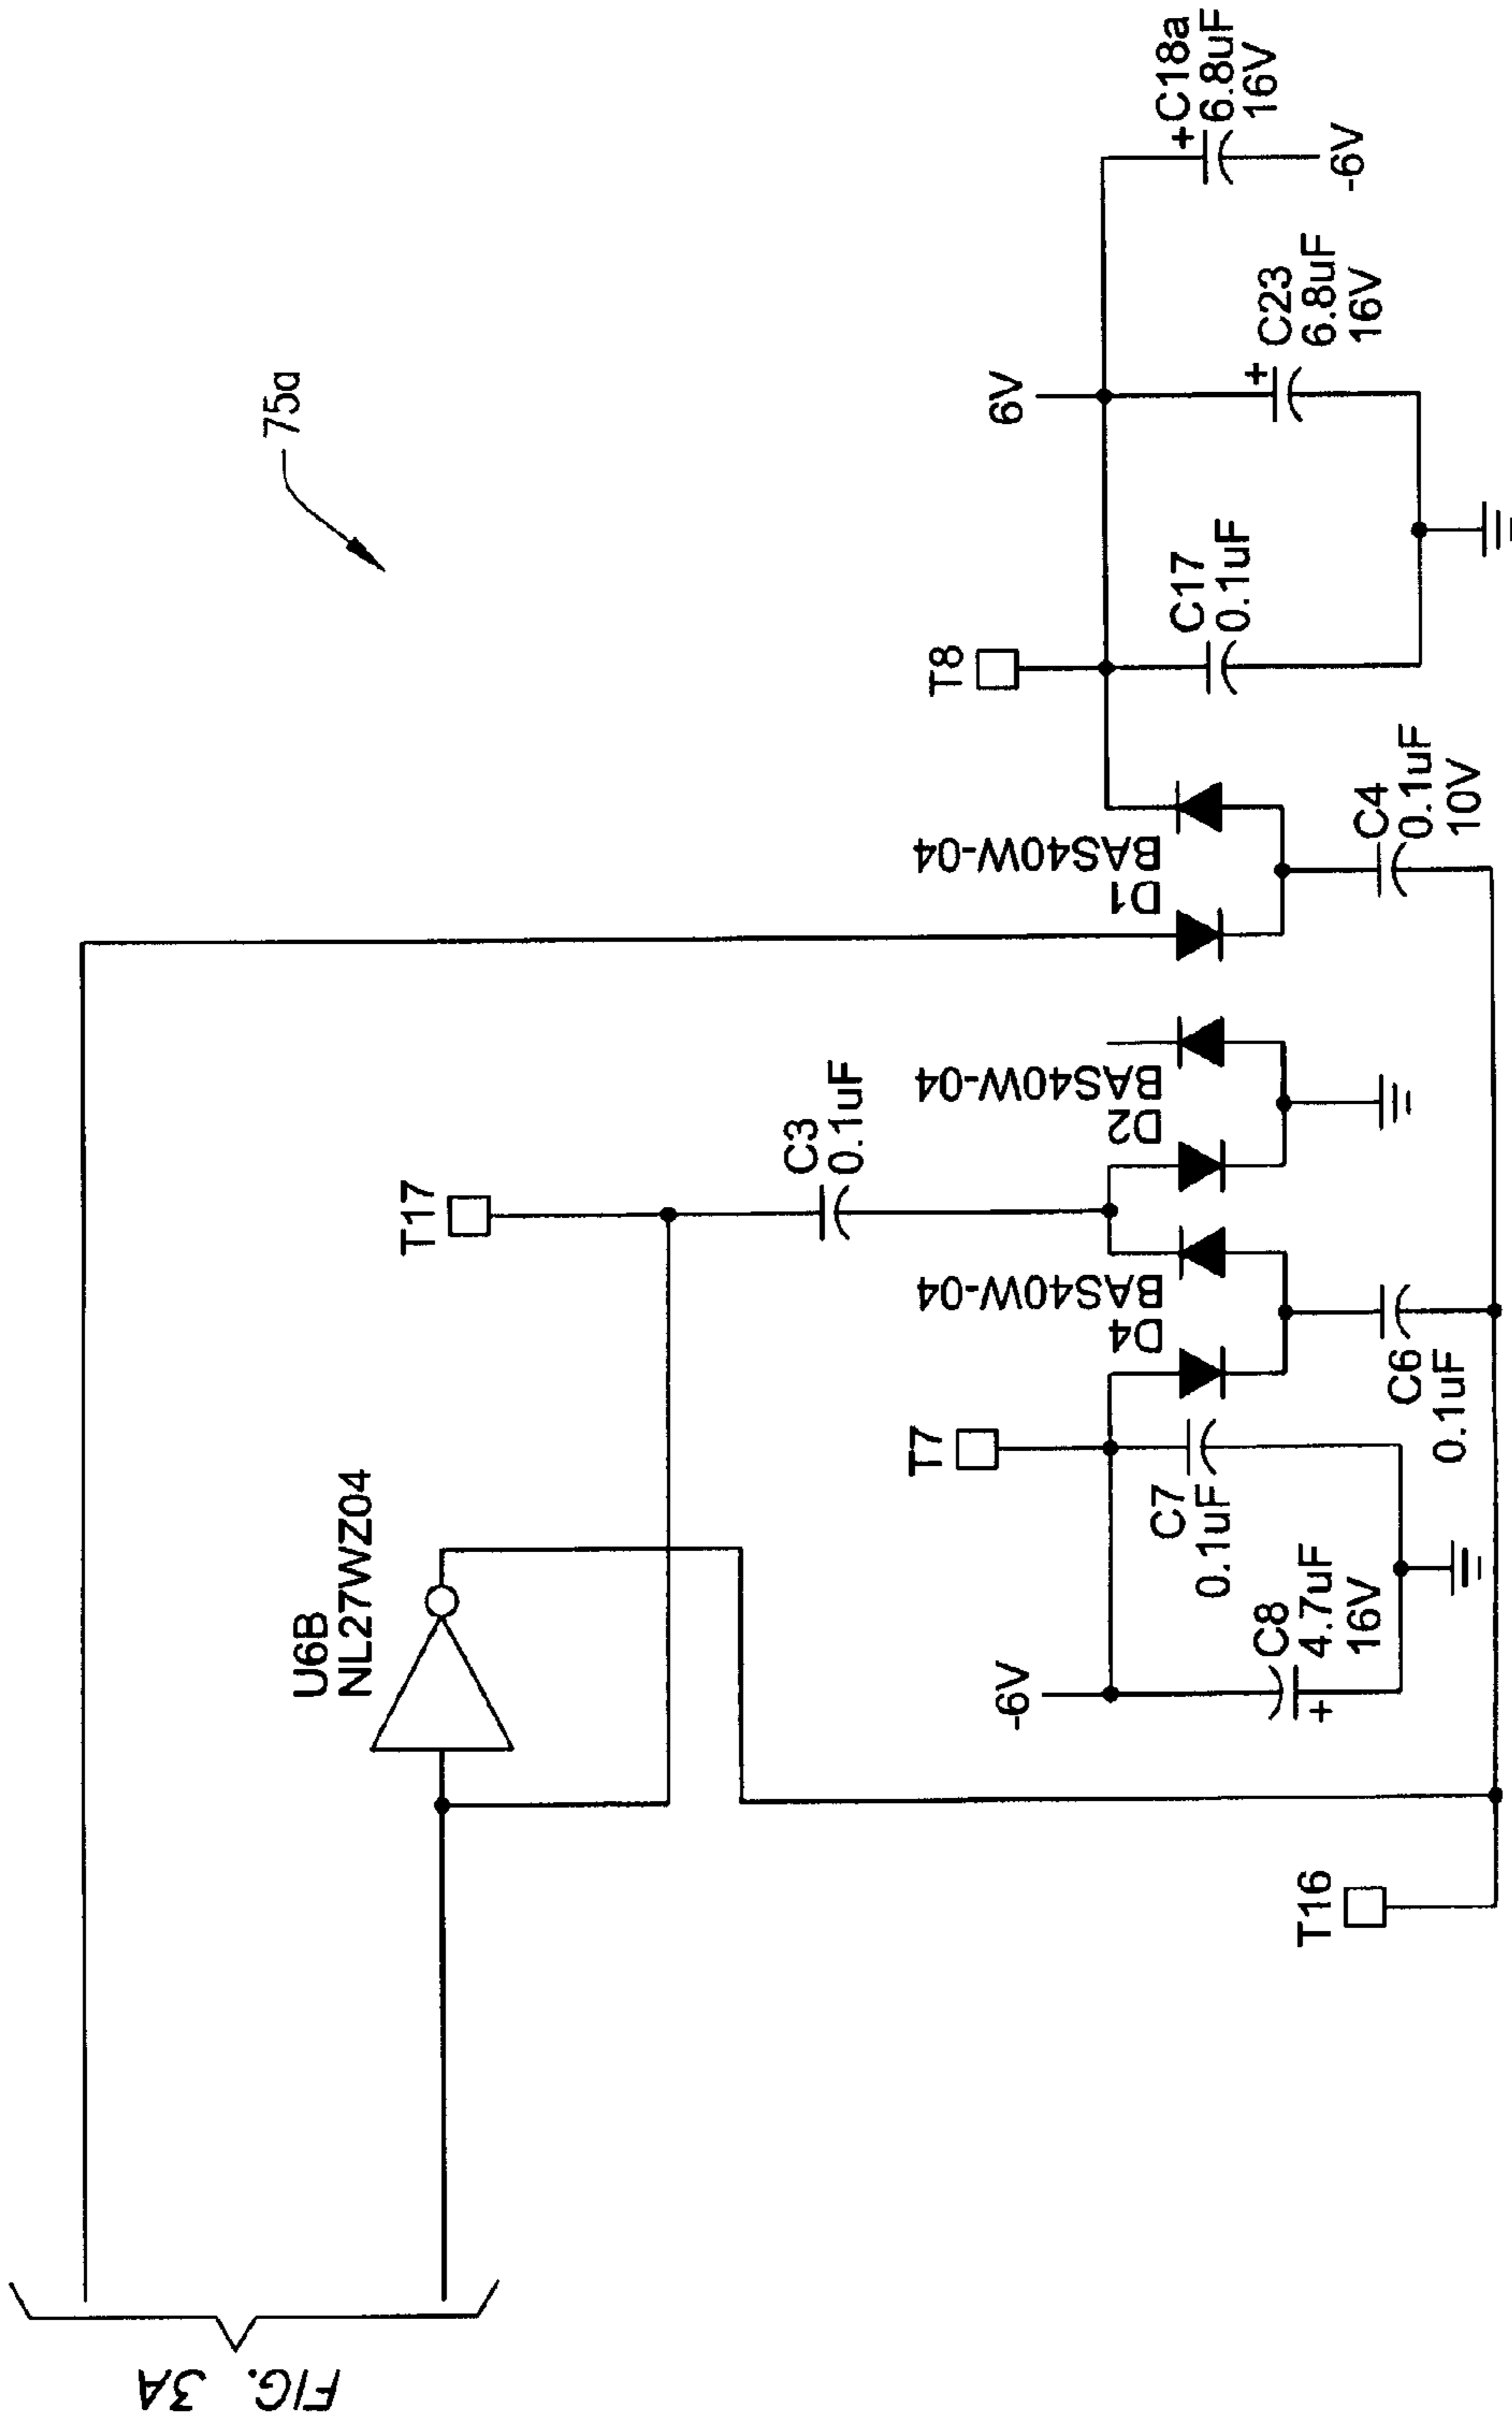 FIG. 3A
75a
U6B
NL27WZ04
T17
C3
0.1uF
T16
-6V
T7
C8
4.7uF
16V
C7
0.1uF
D4
BAS40W-04
C6
0.1uF
D2
BAS40W-04
D1
BAS40W-04
C4
0.1uF
10V
T8
C17
0.1uF
6V
+
C23
6.8uF
16V
+
C18a
6.8uF
16V
-6V
+